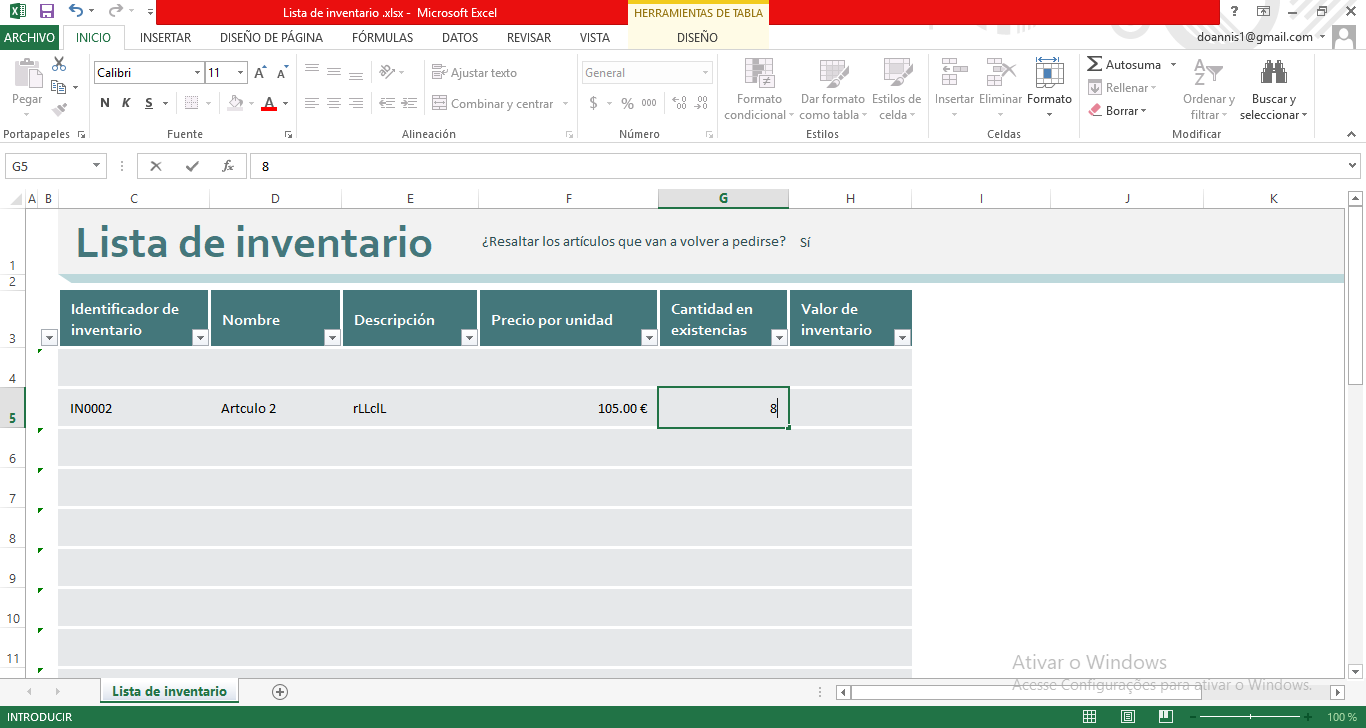 Lista de inventario .xlsx - Microsoft Excel
HERRAMIENTAS DE TABLA
?
ARCHIVO INICIO INSERTAR DISEÑO DE PÁGINA FÓRMULAS DATOS REVISAR VISTA DISEÑO doannis1@gmail.com
Pegar
Portapapeles
Calibri 11
N K S A
Fuente
Ajustar texto
Combinar y centrar
Alineación
General
$ % 000
Número
Formato condicional
Dar formato como tabla
Estilos de celda
Estilos
Insertar Eliminar Formato
Celdas
Autosuma
Rellenar
Borrar
Ordenar y filtrar
Buscar y seleccionar
Modificar
G5 fx 8
A B C D E F G H I J K
1 Lista de inventario ¿Resaltar los artículos que van a volver a pedirse? Sí
2
3 Identificador de inventario Nombre Descripción Precio por unidad Cantidad en existencias Valor de inventario
4
5 IN0002 Artculo 2 rLLclL 105.00 € 8
6
7
8
9
10
11
Ativar o Windows
Acesse Configurações para ativar o Windows.
Lista de inventario
INTRODUCIR 100 %